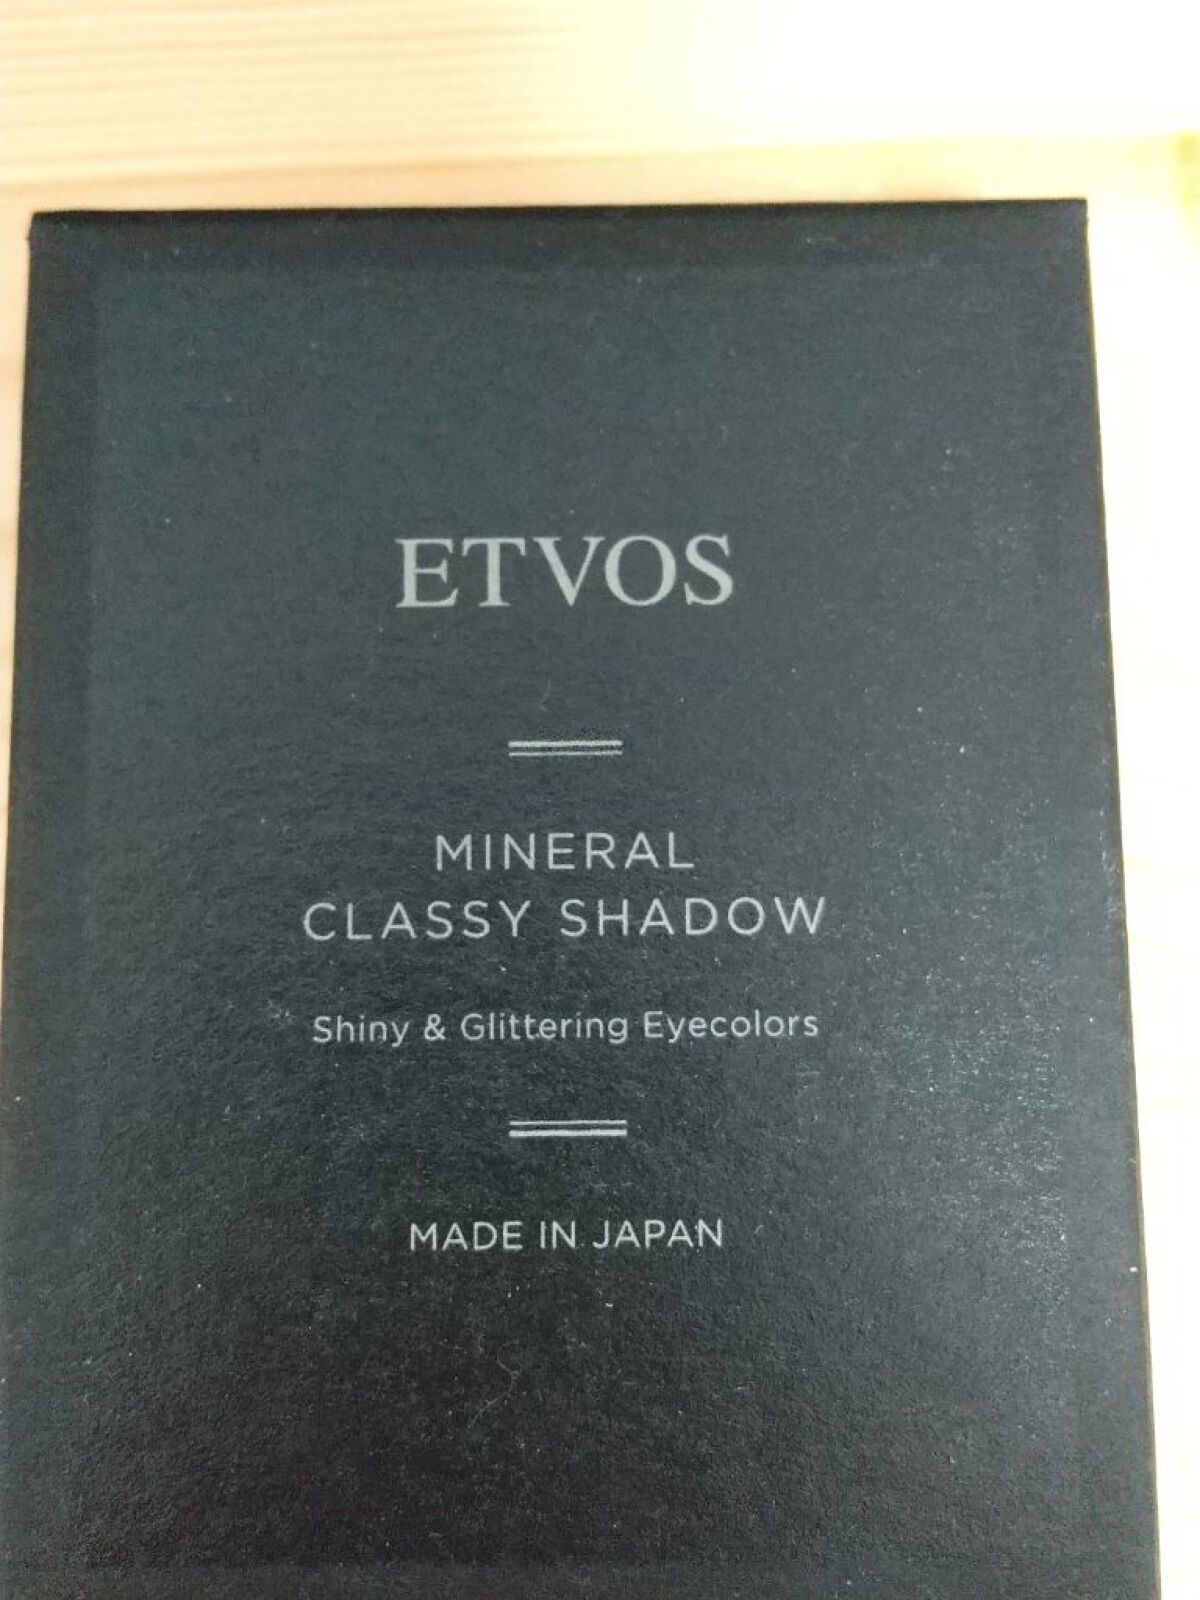 ETVOS
MINERAL
CLASSY SHADOW
Shiny & Glittering Eyecolors
MADE IN JAPAN